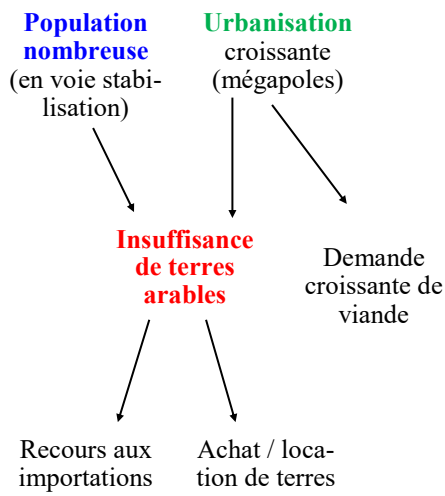 Population
nombreuse
(en voie stabi-
lisation)
Urbanisation
croissante
(mégapoles)
Insuffisance
de terres
arables
Demande
croissante de
viande
Recours aux
importations
Achat / loca-
tion de terres